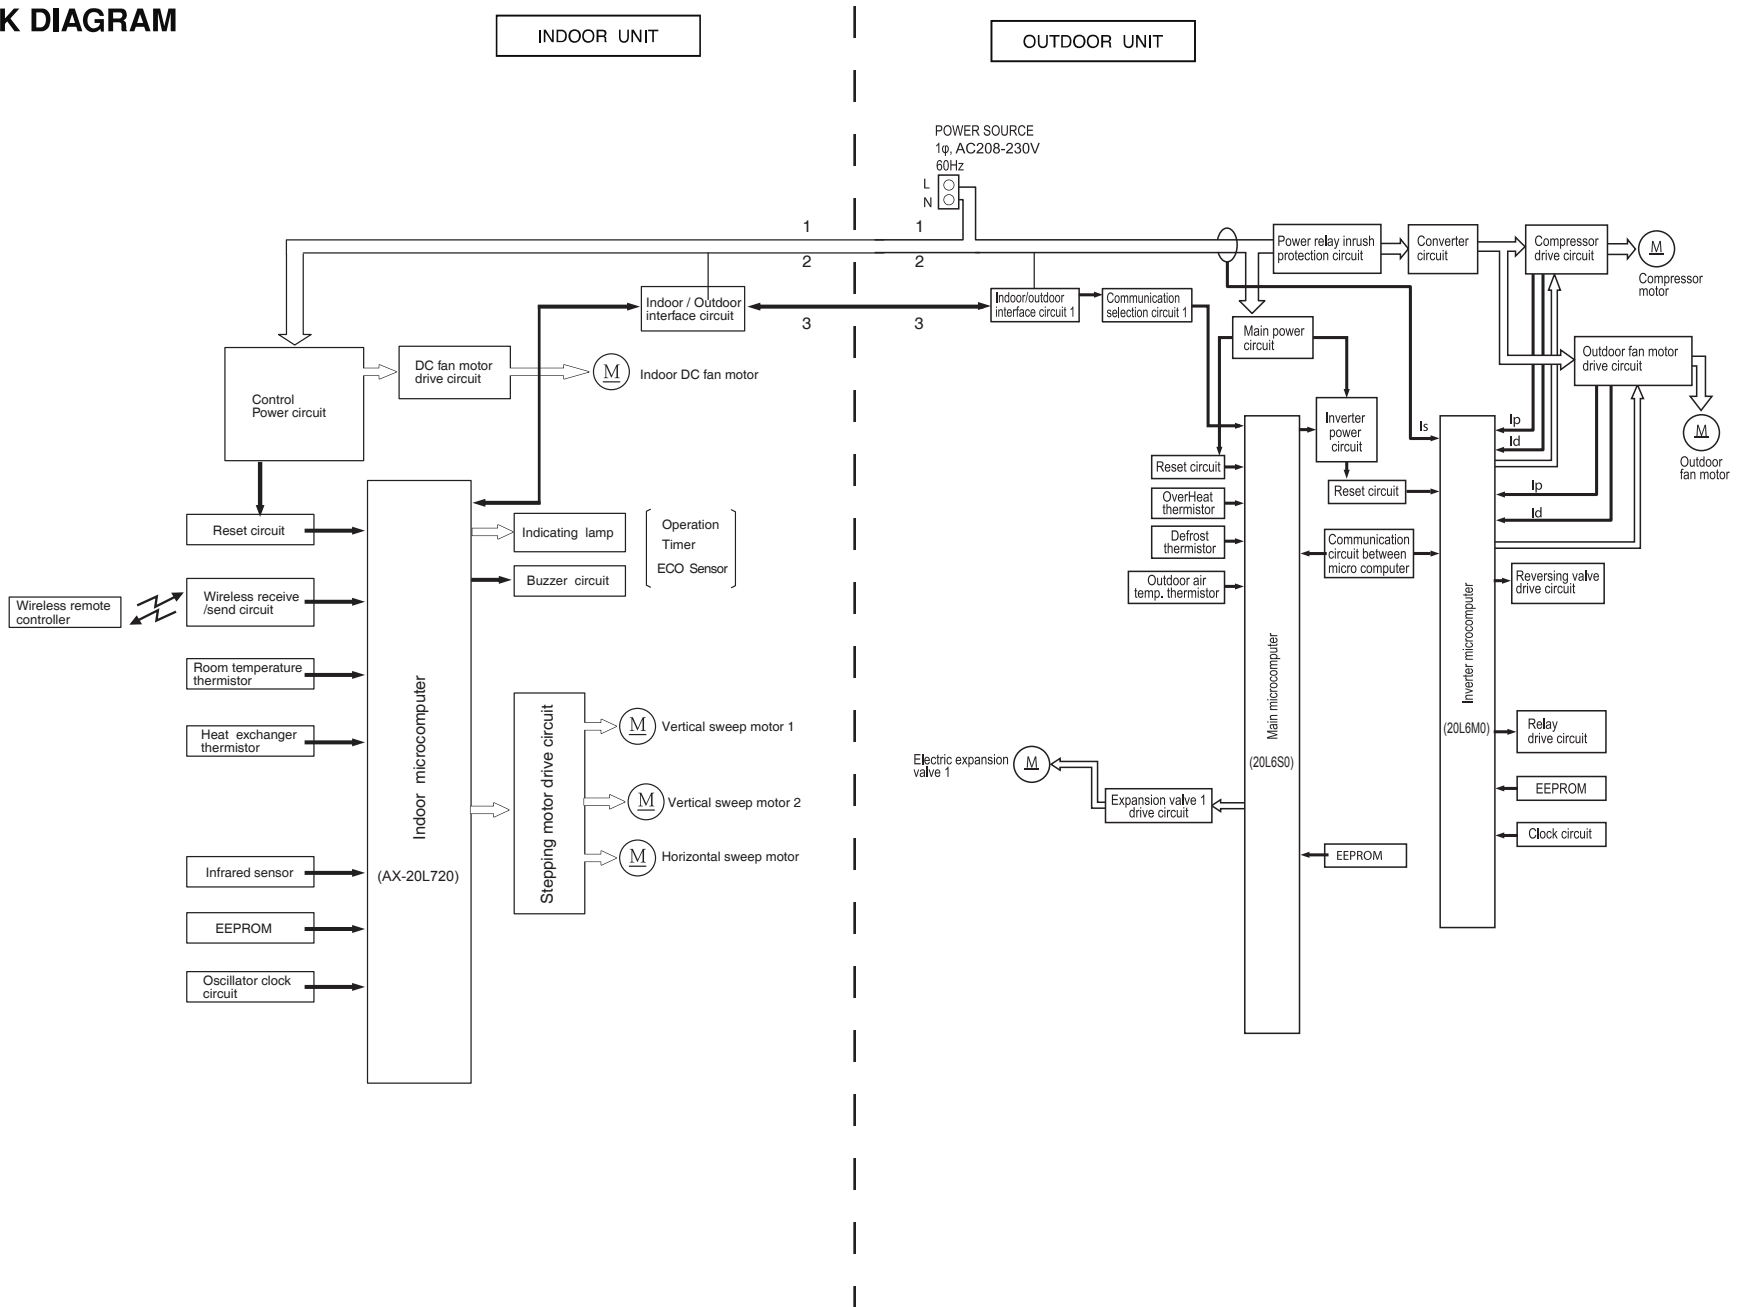 K DIAGRAM
INDOOR UNIT
OUTDOOR UNIT
POWER SOURCE
1φ, AC208-230V
60Hz
L
N
1
1
2
2
3
3
Indoor / Outdoor
interface circuit
Control
Power circuit
DC fan motor
drive circuit
M
Indoor DC fan motor
Reset circuit
Wireless remote
controller
Wireless receive
/send circuit
Room temperature
thermistor
Heat exchanger
thermistor
Infrared sensor
EEPROM
Oscillator clock
circuit
Indoor microcomputer
(AX-20L720)
Indicating lamp
Operation
Timer
ECO Sensor
Buzzer circuit
Stepping motor drive circuit
M
Vertical sweep motor 1
M
Vertical sweep motor 2
M
Horizontal sweep motor
Indoor/outdoor
interface circuit 1
Communication
selection circuit 1
Power relay inrush
protection circuit
Converter
circuit
Compressor
drive circuit
M
Compressor
motor
Main power
circuit
Outdoor fan motor
drive circuit
M
Outdoor
fan motor
Inverter
power
circuit
Is
Ip
Id
Ip
Id
Reset circuit
Reset circuit
OverHeat
thermistor
Defrost
thermistor
Outdoor air
temp. thermistor
Communication
circuit between
micro computer
Main microcomputer
(20L6S0)
Inverter microcomputer
(20L6M0)
Reversing valve
drive circuit
Relay
drive circuit
EEPROM
Clock circuit
Electric expansion
valve 1
M
Expansion valve 1
drive circuit
EEPROM